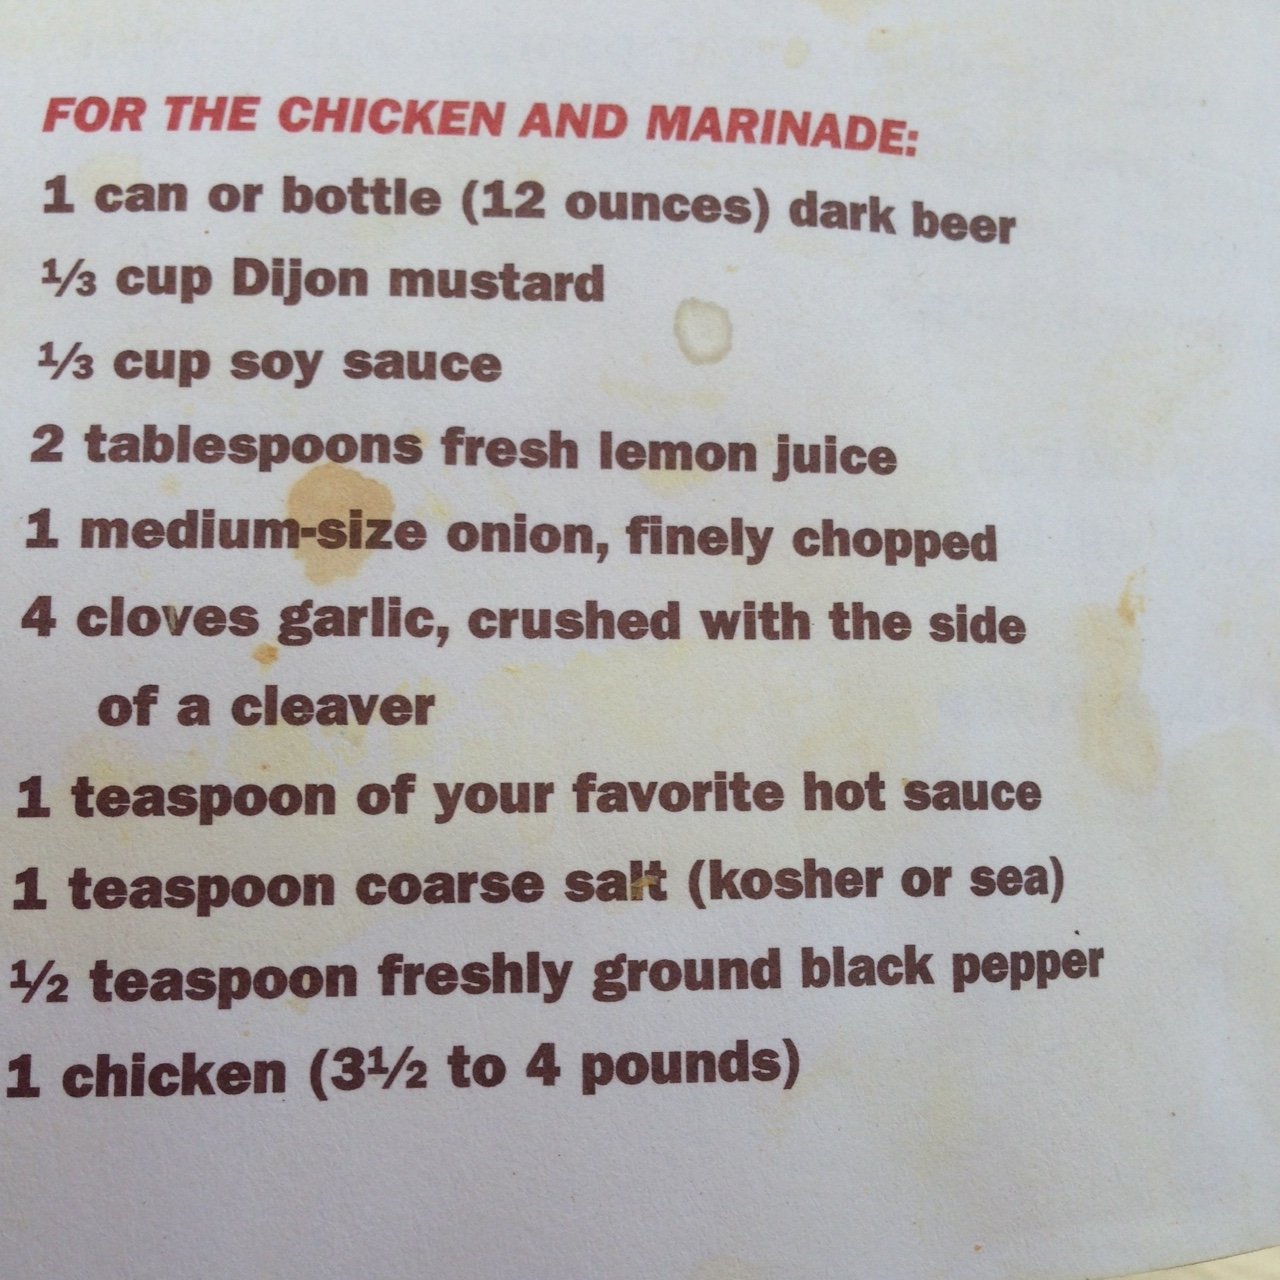 FOR THE CHICKEN AND MARINADE:
1 can or bottle (12 ounces) dark beer
⅓ cup Dijon mustard
⅓ cup soy sauce
2 tablespoons fresh lemon juice
1 medium-size onion, finely chopped
4 cloves garlic, crushed with the side
of a cleaver
1 teaspoon of your favorite hot sauce
1 teaspoon coarse salt (kosher or sea)
½ teaspoon freshly ground black pepper
1 chicken (3½ to 4 pounds)